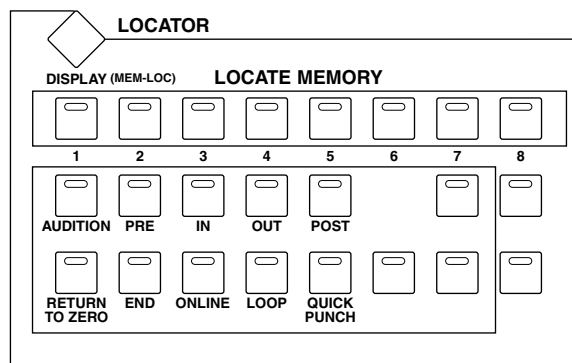 LOCATOR
DISPLAY (MEM-LOC) LOCATE MEMORY
1 2 3 4 5 6 7 8
AUDITION PRE IN OUT POST
RETURN TO ZERO END ONLINE LOOP QUICK PUNCH